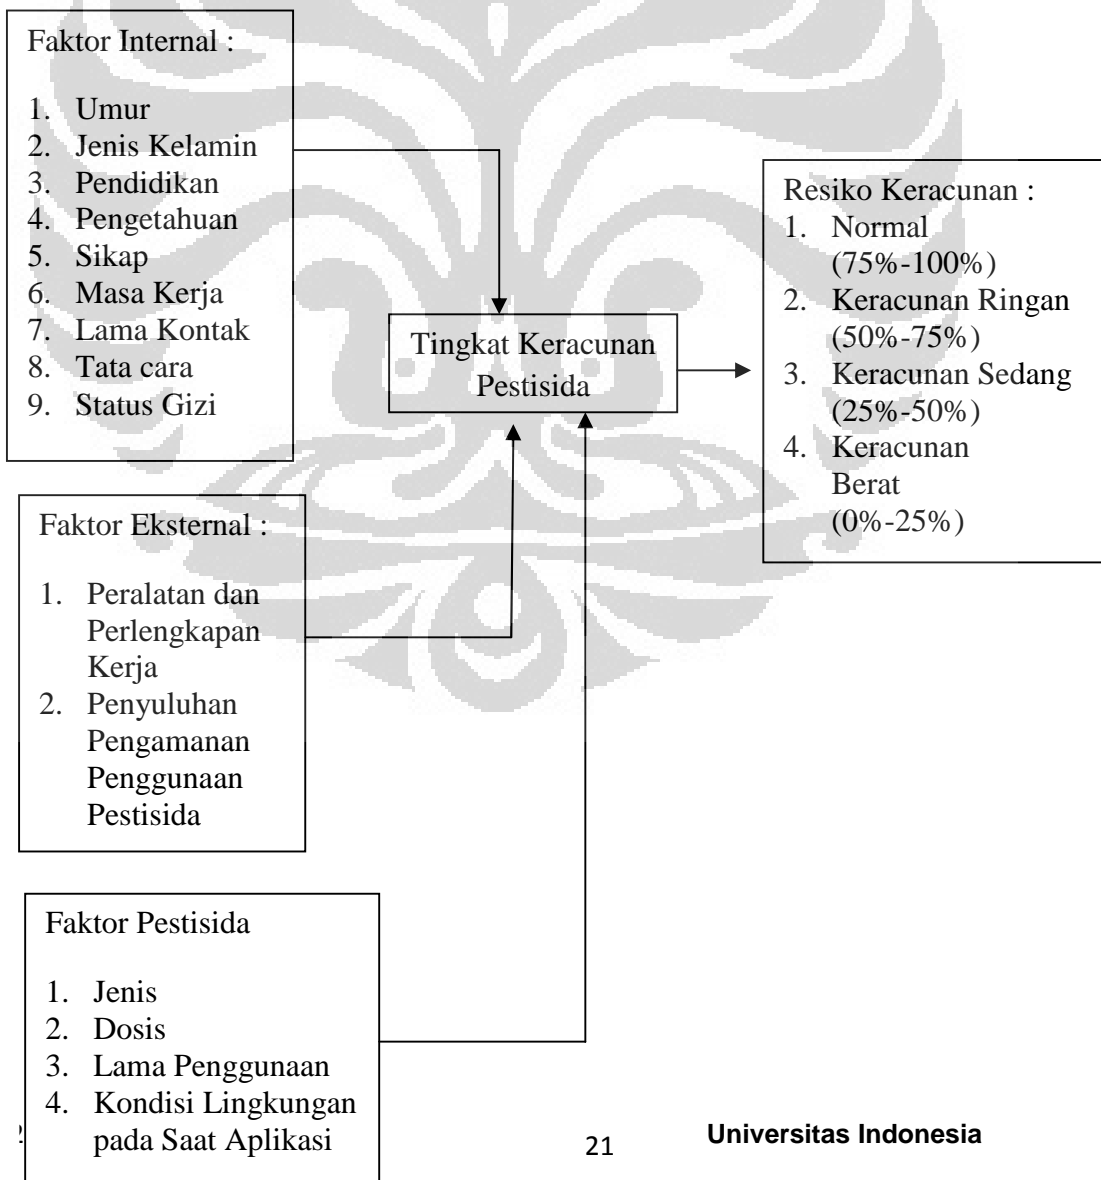 Faktor Internal :
1. Umur
2. Jenis Kelamin
3. Pendidikan
4. Pengetahuan
5. Sikap
6. Masa Kerja
7. Lama Kontak
8. Tata cara
9. Status Gizi
Tingkat Keracunan
Pestisida
Resiko Keracunan :
1. Normal
(75%-100%)
2. Keracunan Ringan
(50%-75%)
3. Keracunan Sedang
(25%-50%)
4. Keracunan
Berat
(0%-25%)
Faktor Eksternal :
1. Peralatan dan
Perlengkapan
Kerja
2. Penyuluhan
Pengamanan
Penggunaan
Pestisida
Faktor Pestisida
1. Jenis
2. Dosis
3. Lama Penggunaan
4. Kondisi Lingkungan
pada Saat Aplikasi
21
Universitas Indonesia